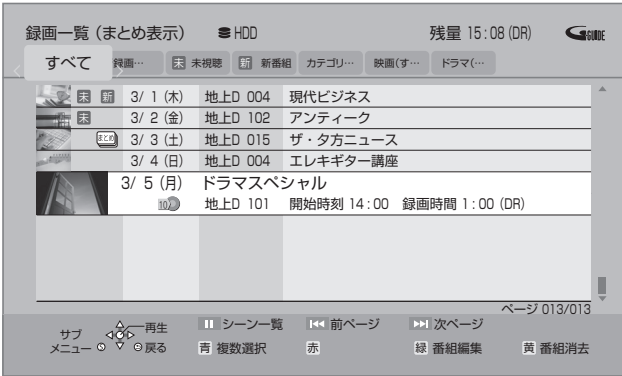 録画一覧 (まとめ表示) HDD 残量 15:08 (DR) G GUIDE
すべて 録画… 未 未視聴 新 新番組 カテゴリ… 映画(す… ドラマ(…
未 新 3/ 1 (木) 地上D 004 現代ビジネス
未 3/ 2 (金) 地上D 102 アンティーク
まとめ 3/ 3 (土) 地上D 015 ザ・夕方ニュース
3/ 4 (日) 地上D 004 エレキギター講座
3/ 5 (月) ドラマスペシャル
10 地上D 101 開始時刻 14:00 録画時間 1:00 (DR)
ページ 013/013
サブメニュー 再生 戻る シーン一覧 前ページ 次ページ
青 複数選択 赤 緑 番組編集 黄 番組消去